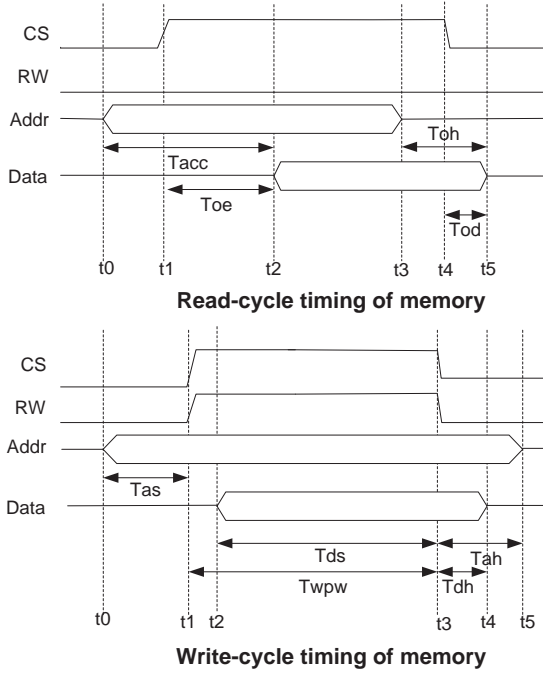 CS
RW
Addr
Toh
Tacc
Data
Toe
Tod
t0 t1 t2 t3 t4 t5
Read-cycle timing of memory
CS
RW
Addr
Tas
Data
Tds Tah
Twpw Tdh
t0 t1 t2 t3 t4 t5
Write-cycle timing of memory